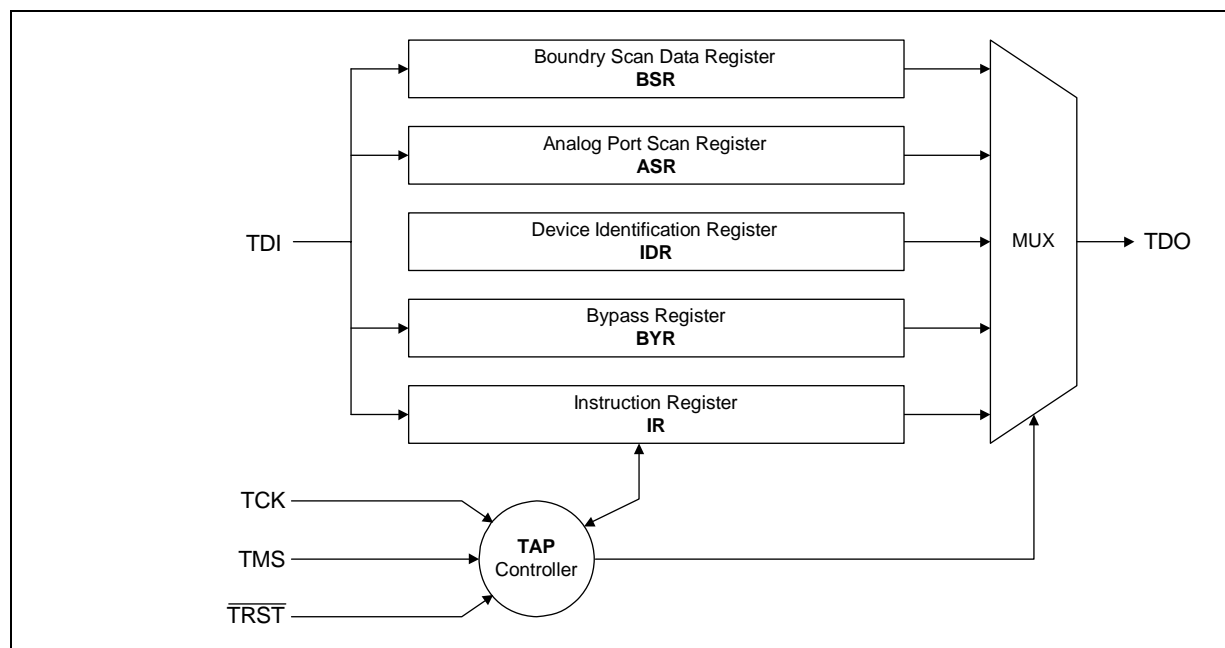 Boundry Scan Data Register
BSR
Analog Port Scan Register
ASR
TDI
Device Identification Register
IDR
MUX
TDO
Bypass Register
BYR
Instruction Register
IR
TCK
TMS
TAP
Controller
TRST